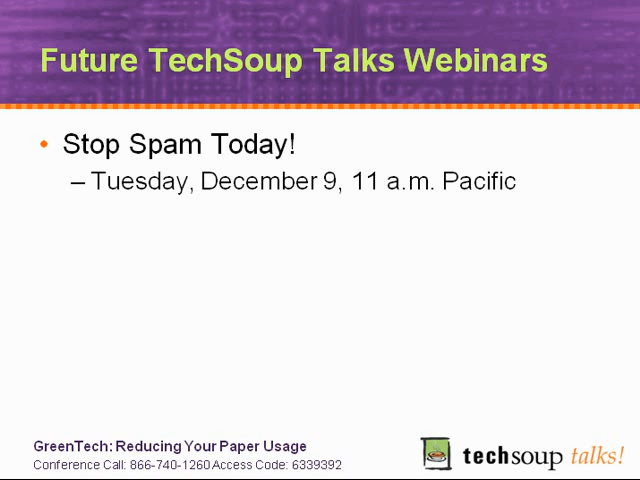 Future TechSoup Talks Webinars
• Stop Spam Today!
– Tuesday, December 9, 11 a.m. Pacific
GreenTech: Reducing Your Paper Usage
Conference Call: 866-740-1260 Access Code: 6339392
techsoup talks!